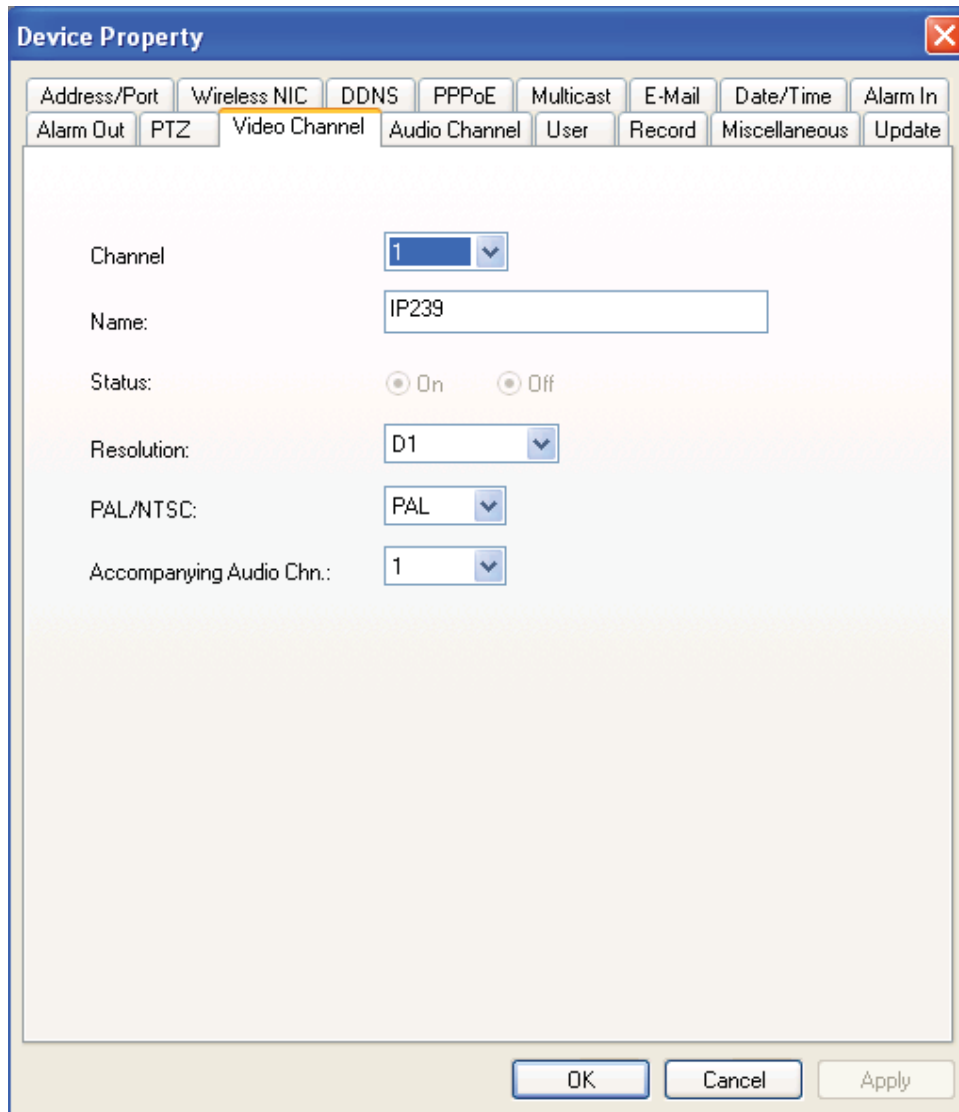 Device Property
Address/Port Wireless NIC DDNS PPPoE Multicast E-Mail Date/Time Alarm In
Alarm Out PTZ Video Channel Audio Channel User Record Miscellaneous Update
Channel 1
Name: IP239
Status: On Off
Resolution: D1
PAL/NTSC: PAL
Accompanying Audio Chn.: 1
OK Cancel Apply